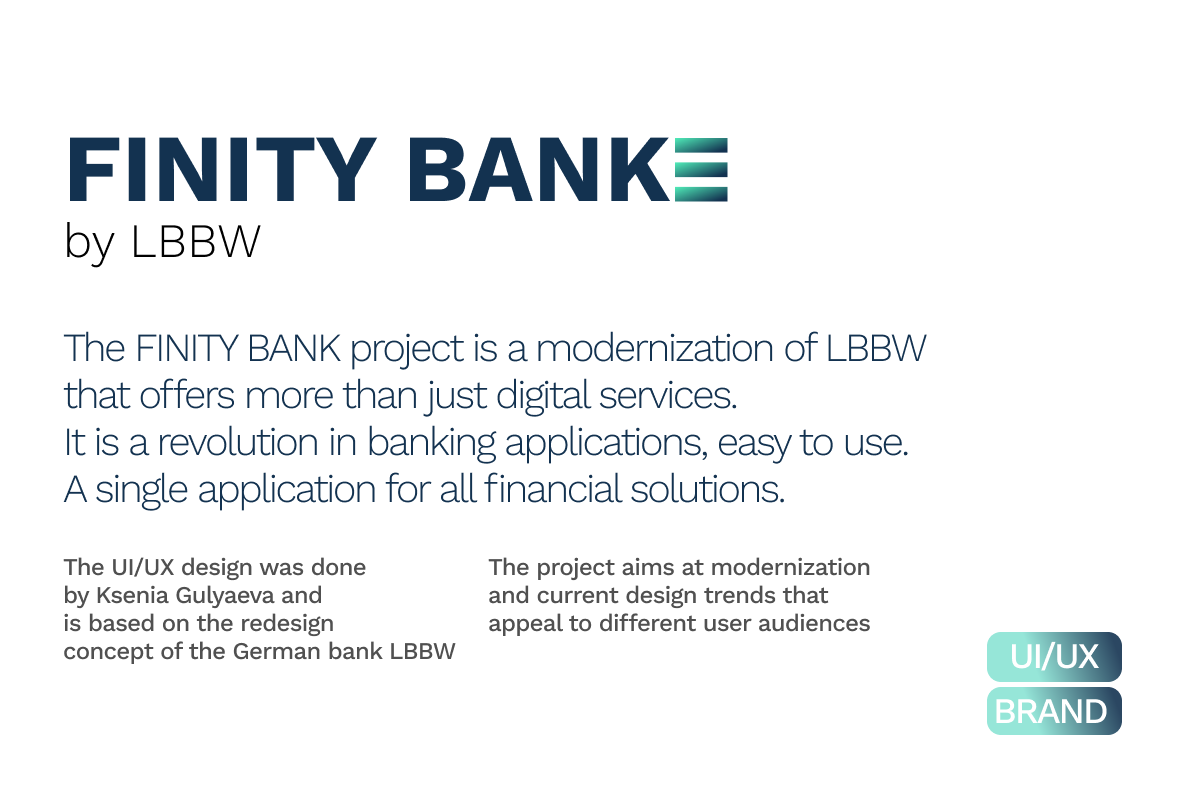 FINITY BANK
by LBBW
The FINITY BANK project is a modernization of LBBW
that offers more than just digital services.
It is a revolution in banking applications, easy to use.
A single application for all financial solutions.
The UI/UX design was done
by Ksenia Gulyaeva and
is based on the redesign
concept of the German bank LBBW
The project aims at modernization
and current design trends that
appeal to different user audiences
UI/UX
BRAND